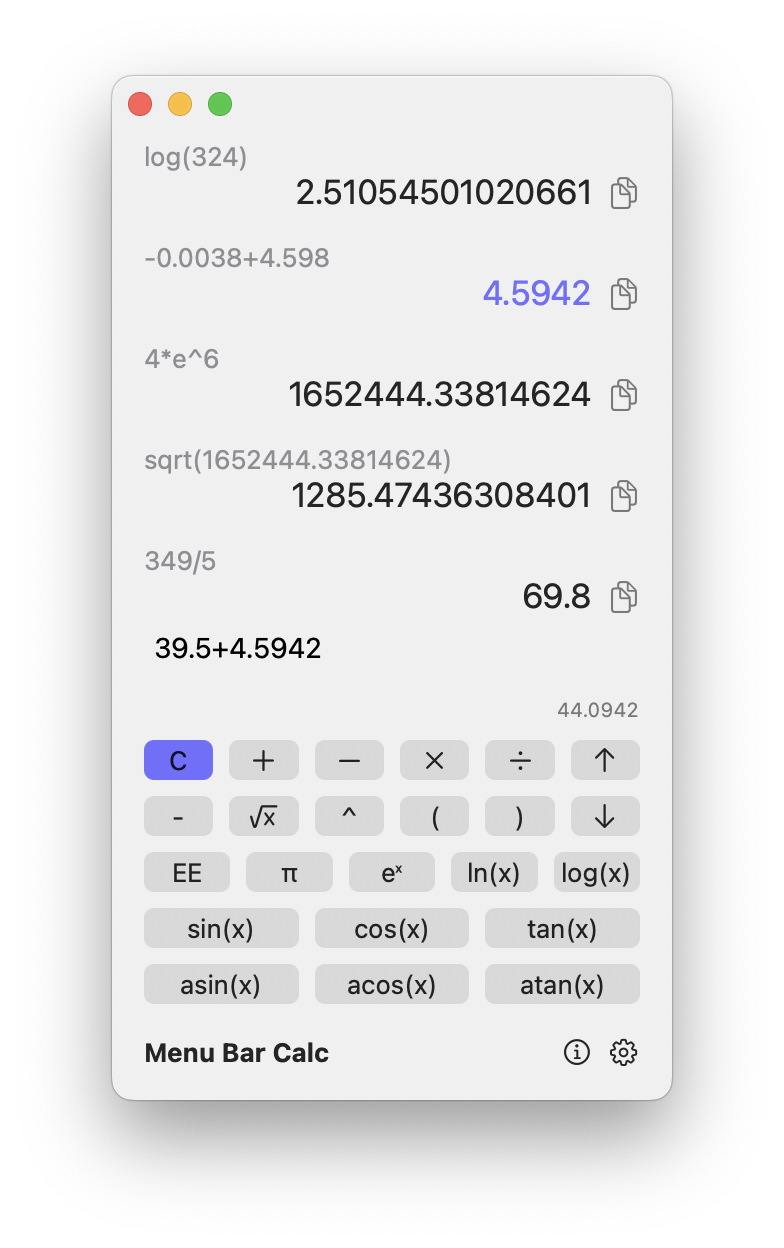 log(324)
2.51054501020661
-0.0038+4.598
4.5942
4*e^6
1652444.33814624
sqrt(1652444.33814624)
1285.47436308401
349/5
69.8
39.5+4.5942
44.0942
C + − × ÷ ↑
- √x ^ ( ) ↓
EE π eˣ ln(x) log(x)
sin(x) cos(x) tan(x)
asin(x) acos(x) atan(x)
Menu Bar Calc